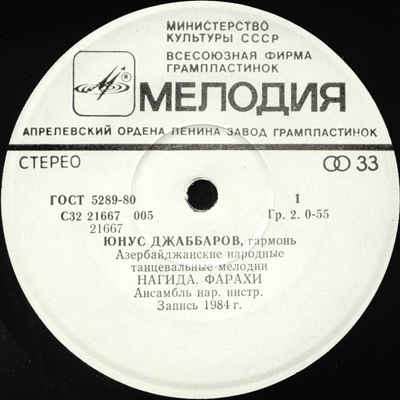 МИНИСТЕРСТВО
КУЛЬТУРЫ СССР
ВСЕСОЮЗНАЯ ФИРМА
ГРАМПЛАСТИНОК
® МЕЛОДИЯ
АПРЕЛЕВСКИЙ ОРДЕНА ЛЕНИНА ЗАВОД ГРАМПЛАСТИНОК
СТЕРЕО 33
ГОСТ 5289-80 1
С32 21667 005 Гр. 2. 0-55
21667
ЮНУС ДЖАББАРОВ, гармонь
Азербайджанские народные
танцевальные мелодии
НАГИДА. ФАРАХИ
Ансамбль нар. инстр.
Запись 1984 г.